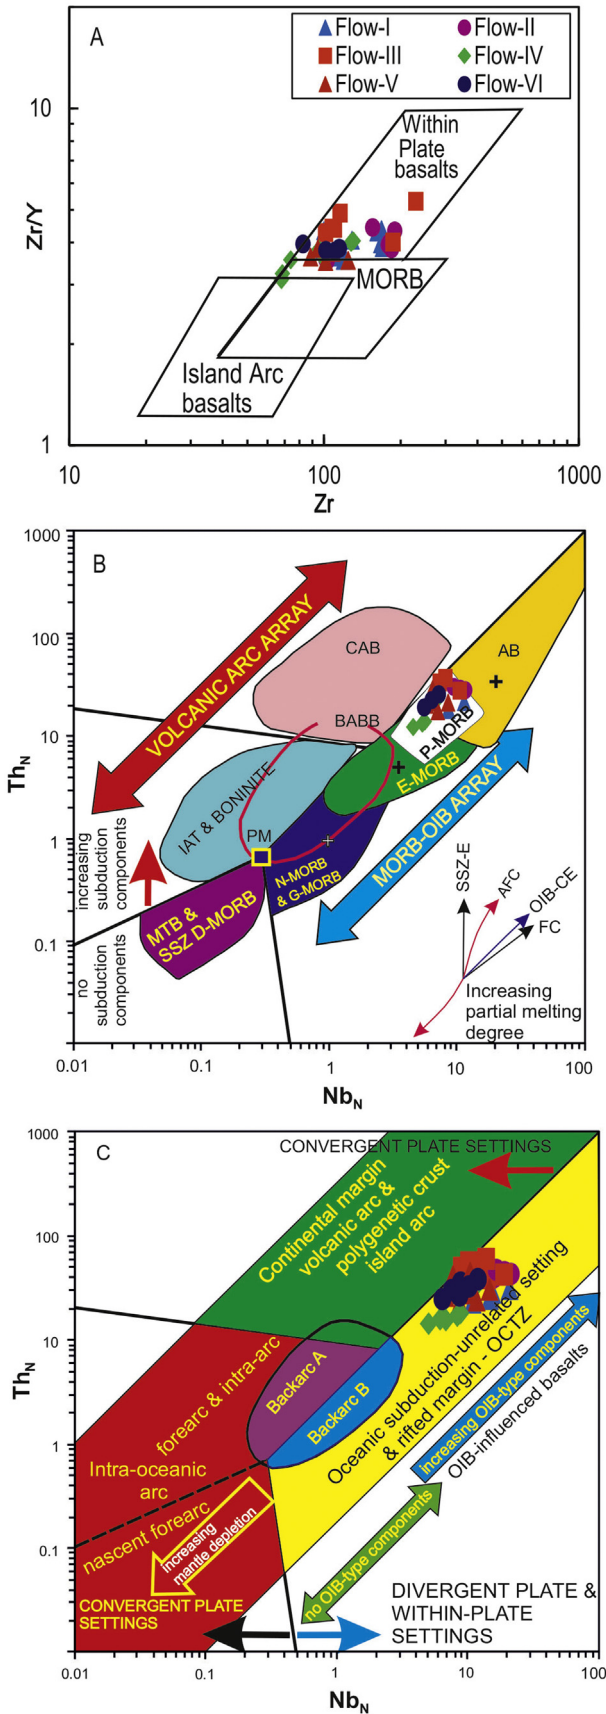 A
Flow-I
Flow-II
Flow-III
Flow-IV
Flow-V
Flow-VI
10
Within
Plate
basalts
Zr/Y
MORB
Island Arc
basalts
1
10
100
1000
Zr
1000
B
VOLCANIC ARC ARRAY
CAB
AB
100
BABB
P-MORB
10
E-MORB
ThN
IAT & BONINITE
MORB-OIB ARRAY
PM
1
increasing
subduction
components
N-MORB
& G-MORB
MTB &
SSZ D-MORB
SSZ-E
AFC
OIB-CE
FC
0.1
no
subduction
components
Increasing
partial melting
degree
0.01
0.1
1
10
100
NbN
1000
C
CONVERGENT PLATE SETTINGS
Continental margin
volcanic arc &
polygenetic crust
island arc
100
10
ThN
forearc & intra-arc
Backarc A
Backarc B
Oceanic subduction-unrelated setting
& rifted margin - OCTZ
increasing OIB-type components
OIB-influenced basalts
1
Intra-oceanic
arc
nascent forearc
increasing
mantle depletion
no OIB-type components
0.1
CONVERGENT PLATE
SETTINGS
DIVERGENT PLATE &
WITHIN-PLATE
SETTINGS
0.01
0.1
1
10
100
NbN